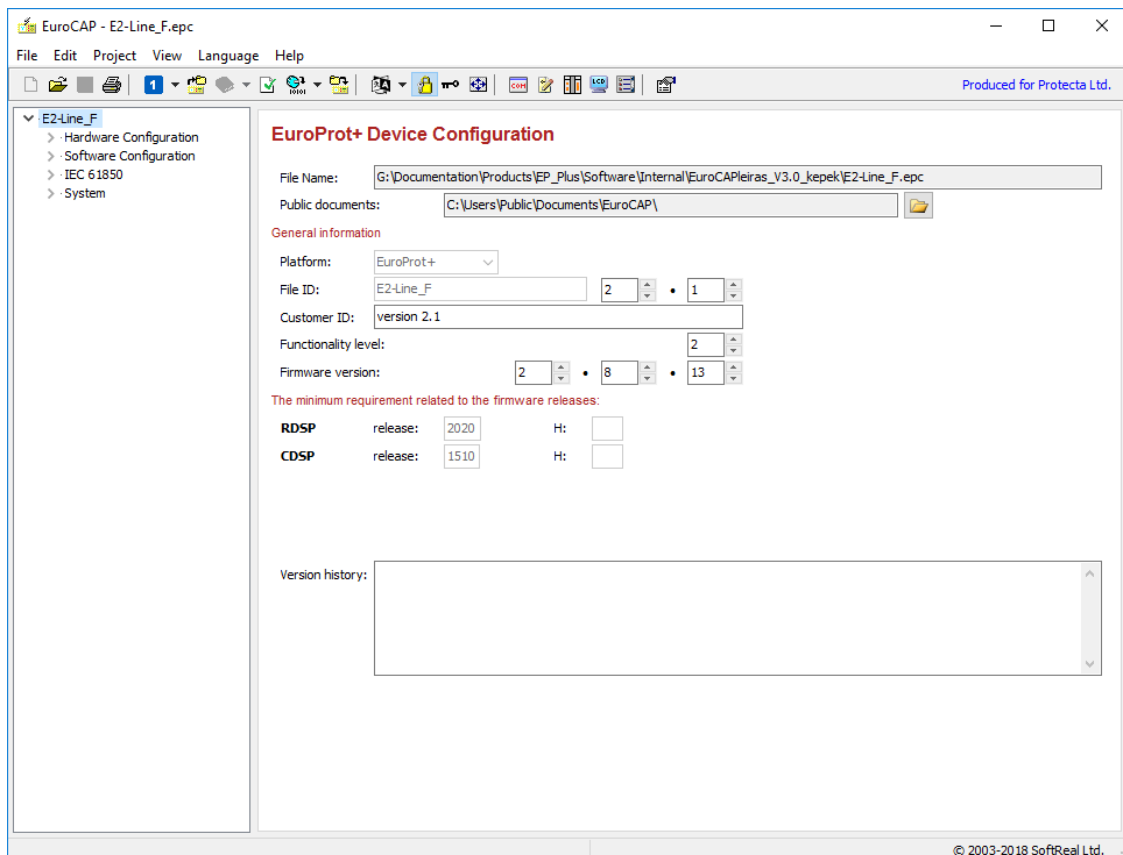 EuroCAP - E2-Line_F.epc
File Edit Project View Language Help
1 COM LCD Produced for Protecta Ltd.
E2-Line_F
Hardware Configuration
Software Configuration
IEC 61850
System
EuroProt+ Device Configuration
File Name: G:\Documentation\Products\EP_Plus\Software\Internal\EuroCAPleiras_V3.0_kepek\E2-Line_F.epc
Public documents: C:\Users\Public\Documents\EuroCAP\
General information
Platform: EuroProt+
File ID: E2-Line_F 2 • 1
Customer ID: version 2.1
Functionality level: 2
Firmware version: 2 • 8 • 13
The minimum requirement related to the firmware releases:
RDSP release: 2020 H:
CDSP release: 1510 H:
Version history:
© 2003-2018 SoftReal Ltd.